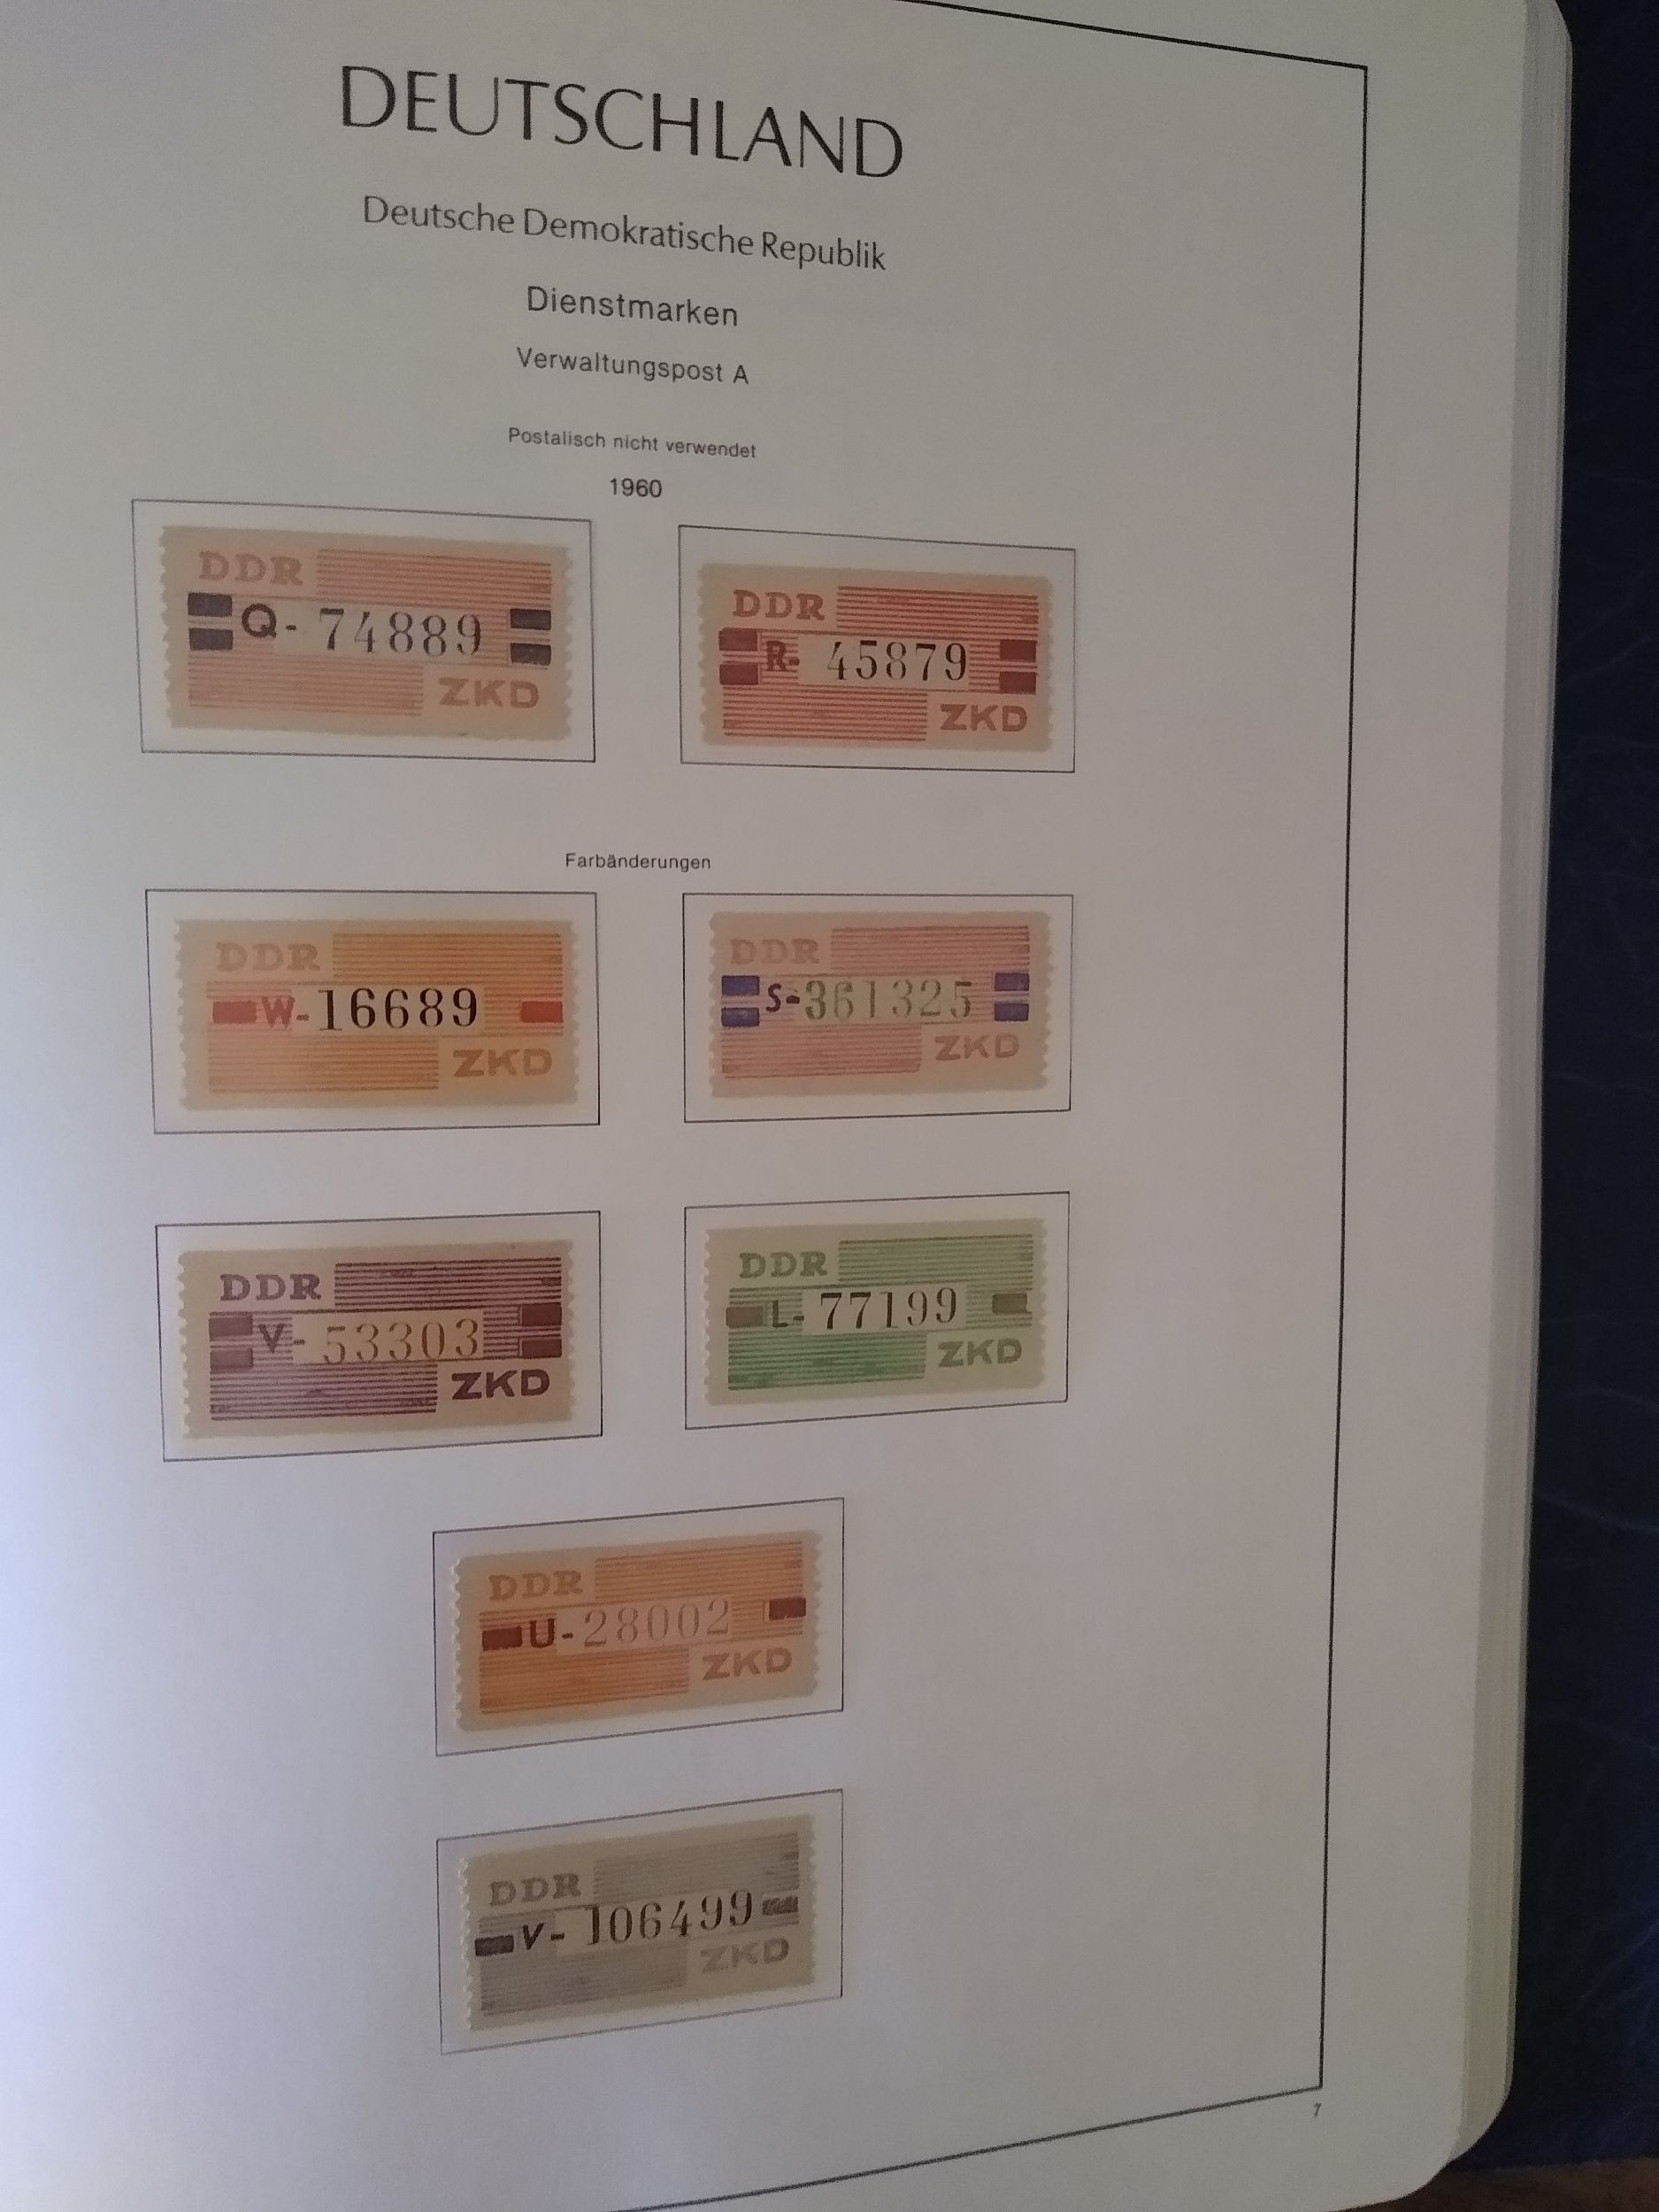 DEUTSCHLAND
Deutsche Demokratische Republik
Dienstmarken
Verwaltungspost A
Postalisch nicht verwendet
1960
DDR
Q- 74889
ZKD
DDR
R- 45879
ZKD
Farbänderungen
DDR
W-16689
ZKD
DDR
S-361325
ZKD
DDR
V- 53303
ZKD
DDR
L- 77199
ZKD
DDR
U-28002
ZKD
DDR
V- 106499
ZKD
7